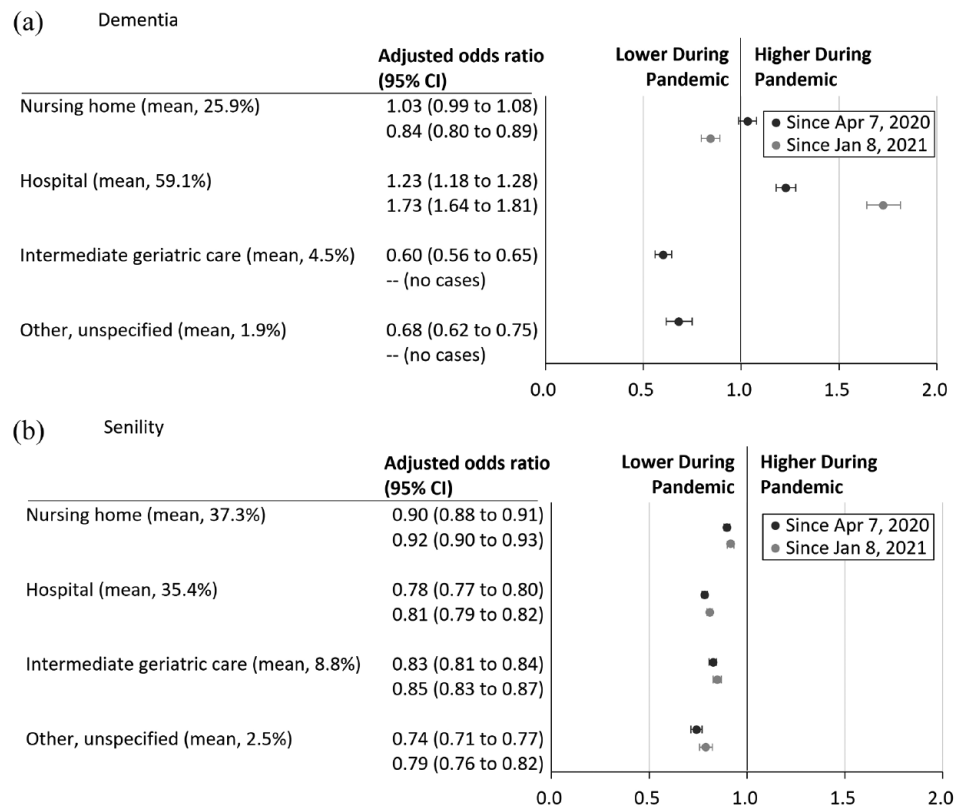 (a) Dementia
Adjusted odds ratio
(95% CI)
Lower During
Pandemic
Higher During
Pandemic
Nursing home (mean, 25.9%) 1.03 (0.99 to 1.08)
0.84 (0.80 to 0.89)
Since Apr 7, 2020
Since Jan 8, 2021
Hospital (mean, 59.1%) 1.23 (1.18 to 1.28)
1.73 (1.64 to 1.81)
Intermediate geriatric care (mean, 4.5%) 0.60 (0.56 to 0.65)
-- (no cases)
Other, unspecified (mean, 1.9%) 0.68 (0.62 to 0.75)
-- (no cases)
0.0 0.5 1.0 1.5 2.0
(b) Senility
Adjusted odds ratio
(95% CI)
Lower During
Pandemic
Higher During
Pandemic
Nursing home (mean, 37.3%) 0.90 (0.88 to 0.91)
0.92 (0.90 to 0.93)
Since Apr 7, 2020
Since Jan 8, 2021
Hospital (mean, 35.4%) 0.78 (0.77 to 0.80)
0.81 (0.79 to 0.82)
Intermediate geriatric care (mean, 8.8%) 0.83 (0.81 to 0.84)
0.85 (0.83 to 0.87)
Other, unspecified (mean, 2.5%) 0.74 (0.71 to 0.77)
0.79 (0.76 to 0.82)
0.0 0.5 1.0 1.5 2.0